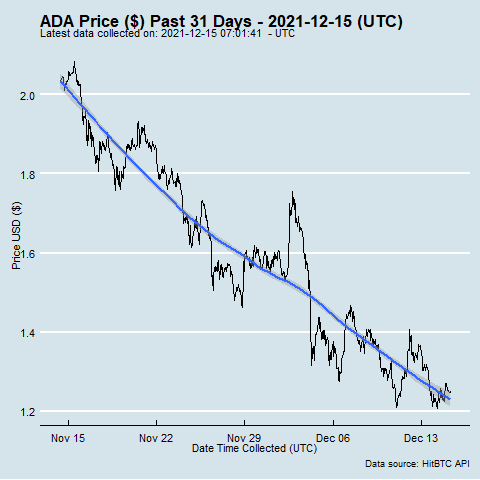 ADA Price ($) Past 31 Days - 2021-12-15 (UTC)
Latest data collected on: 2021-12-15 07:01:41  - UTC
Price USD ($)
2.0
1.8
1.6
1.4
1.2
Nov 15
Nov 22
Nov 29
Dec 06
Dec 13
Date Time Collected (UTC)
Data source: HitBTC API